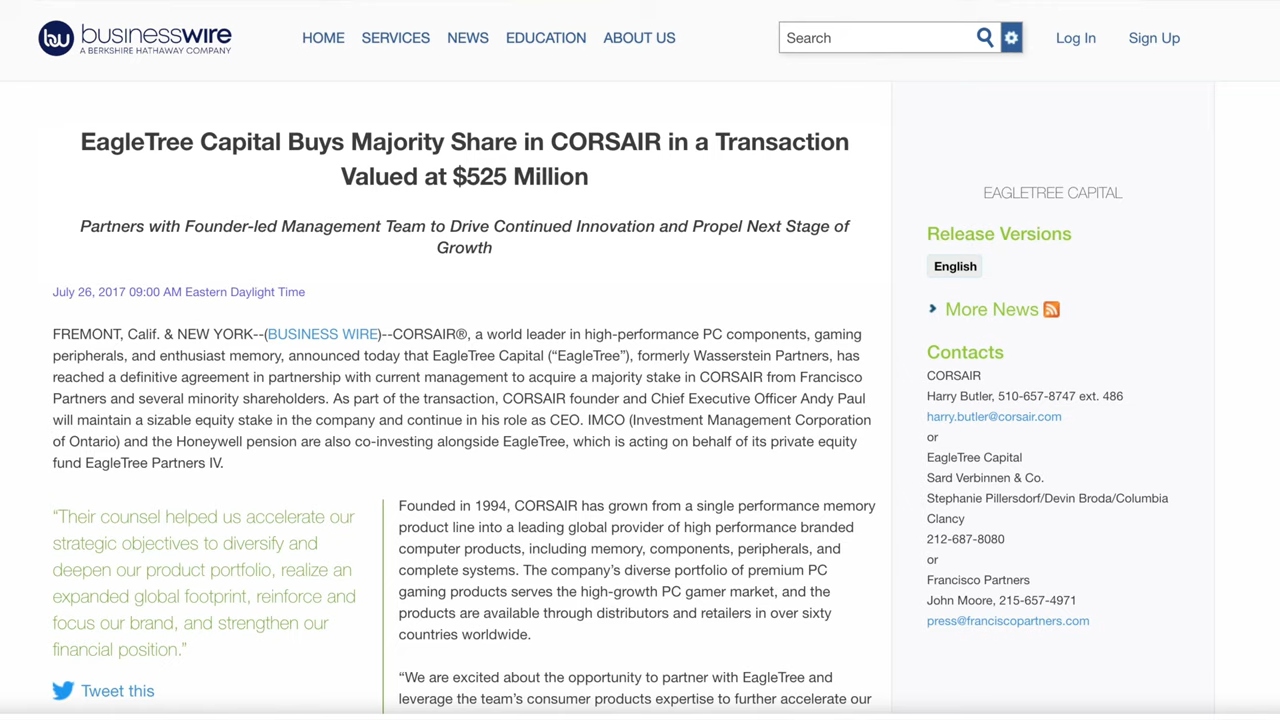 businesswire
A BERKSHIRE HATHAWAY COMPANY
HOME SERVICES NEWS EDUCATION ABOUT US
Search
Log In Sign Up
EagleTree Capital Buys Majority Share in CORSAIR in a Transaction
Valued at $525 Million
Partners with Founder-led Management Team to Drive Continued Innovation and Propel Next Stage of
Growth
July 26, 2017 09:00 AM Eastern Daylight Time
FREMONT, Calif. & NEW YORK--(BUSINESS WIRE)--CORSAIR®, a world leader in high-performance PC components, gaming
peripherals, and enthusiast memory, announced today that EagleTree Capital (“EagleTree”), formerly Wasserstein Partners, has
reached a definitive agreement in partnership with current management to acquire a majority stake in CORSAIR from Francisco
Partners and several minority shareholders. As part of the transaction, CORSAIR founder and Chief Executive Officer Andy Paul
will maintain a sizable equity stake in the company and continue in his role as CEO. IMCO (Investment Management Corporation
of Ontario) and the Honeywell pension are also co-investing alongside EagleTree, which is acting on behalf of its private equity
fund EagleTree Partners IV.
“Their counsel helped us accelerate our
strategic objectives to diversify and
deepen our product portfolio, realize an
expanded global footprint, reinforce and
focus our brand, and strengthen our
financial position.”
Tweet this
Founded in 1994, CORSAIR has grown from a single performance memory
product line into a leading global provider of high performance branded
computer products, including memory, components, peripherals, and
complete systems. The company’s diverse portfolio of premium PC
gaming products serves the high-growth PC gamer market, and the
products are available through distributors and retailers in over sixty
countries worldwide.
“We are excited about the opportunity to partner with EagleTree and
leverage the team’s consumer products expertise to further accelerate our
EAGLETREE CAPITAL
Release Versions
English
More News
Contacts
CORSAIR
Harry Butler, 510-657-8747 ext. 486
harry.butler@corsair.com
or
EagleTree Capital
Sard Verbinnen & Co.
Stephanie Pillersdorf/Devin Broda/Columbia
Clancy
212-687-8080
or
Francisco Partners
John Moore, 215-657-4971
press@franciscopartners.com